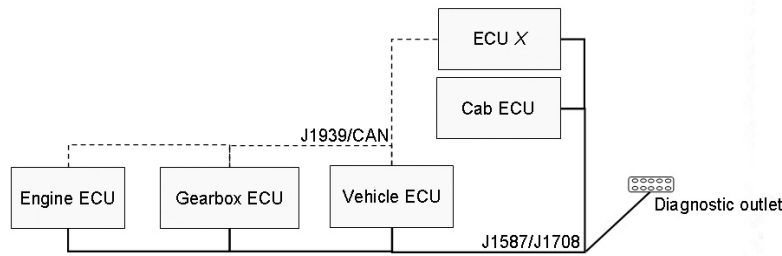 ECU X
Cab ECU
J1939/CAN
Engine ECU
Gearbox ECU
Vehicle ECU
Diagnostic outlet
J1587/J1708